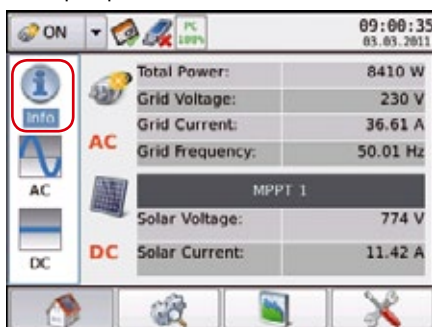 ON PC 100% 09:00:35
03.03.2011
Info
AC
DC
Total Power: 8410 W
Grid Voltage: 230 V
Grid Current: 36.61 A
AC
Grid Frequency: 50.01 Hz
MPPT 1
Solar Voltage: 774 V
DC
Solar Current: 11.42 A